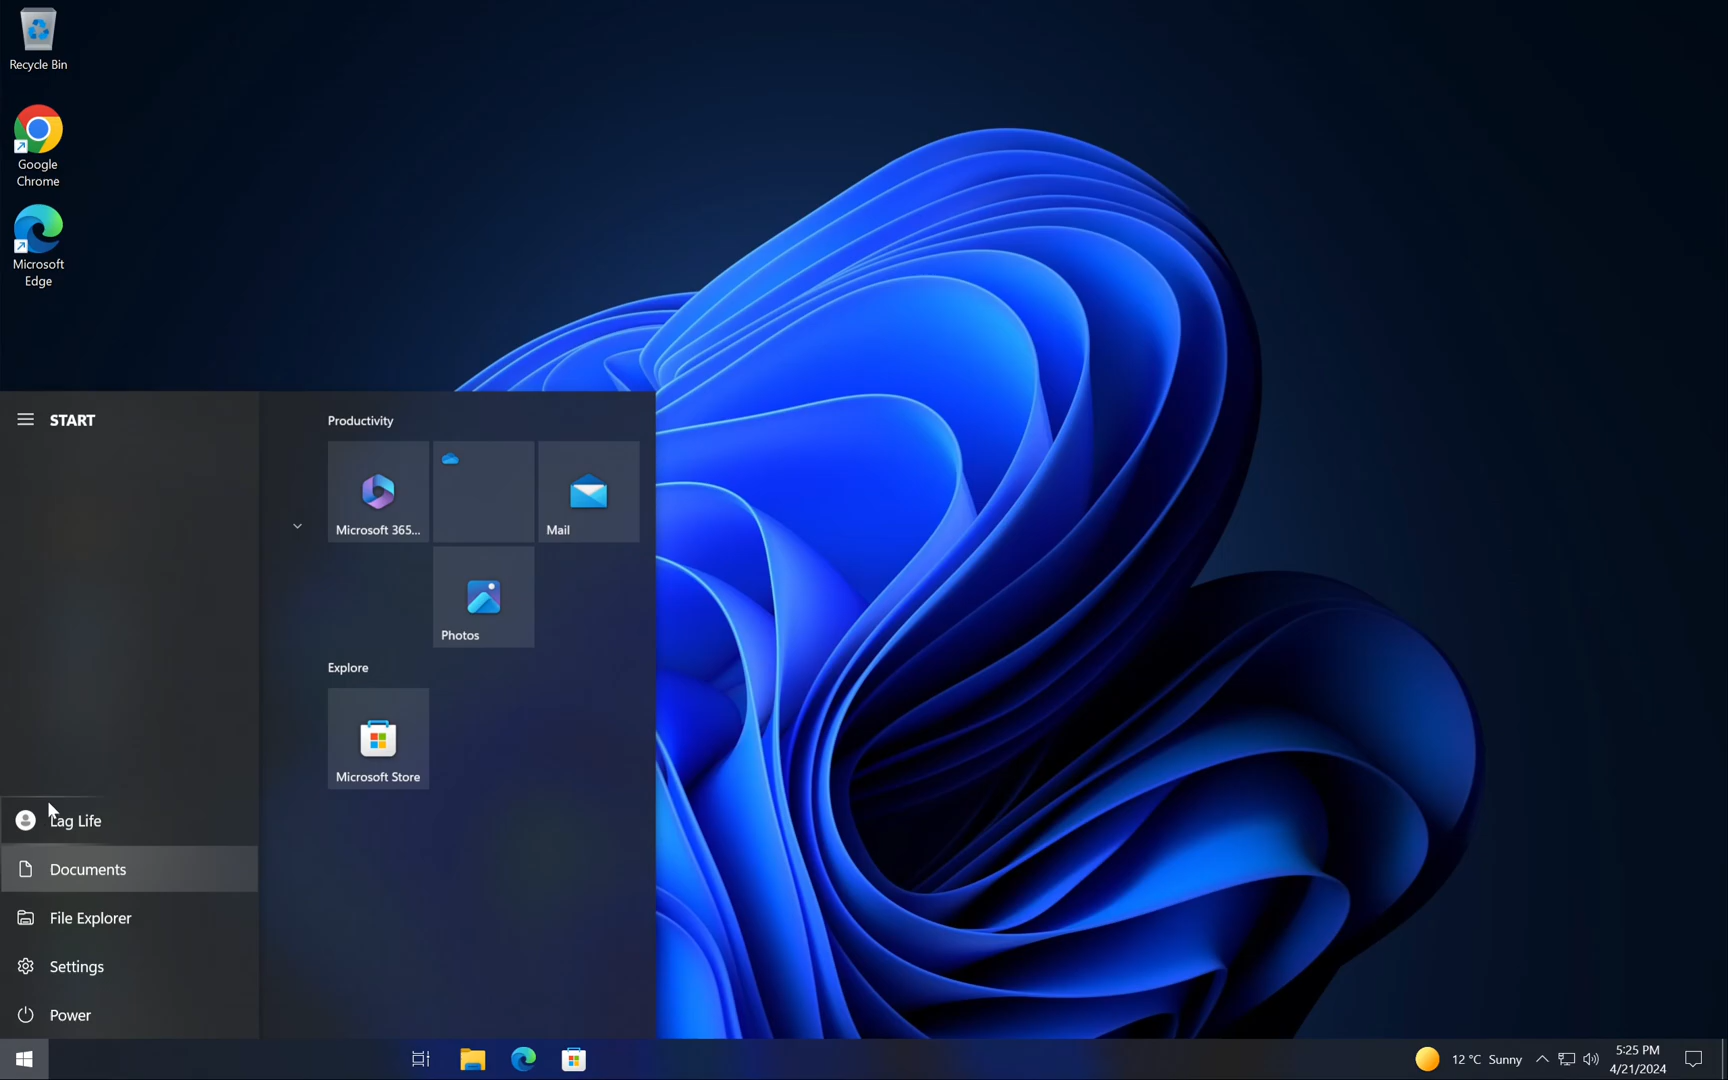 Recycle Bin
Google
Chrome
Microsoft
Edge
START
Productivity
Microsoft 365...
Mail
Photos
Explore
Microsoft Store
Lag Life
Documents
File Explorer
Settings
Power
12 °C Sunny
5:25 PM
4/21/2024